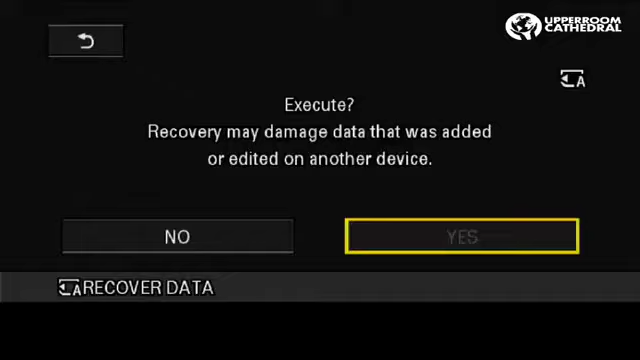 UPPERROOM
CATHEDRAL
A
Execute?
Recovery may damage data that was added
or edited on another device.
NO
YES
A RECOVER DATA